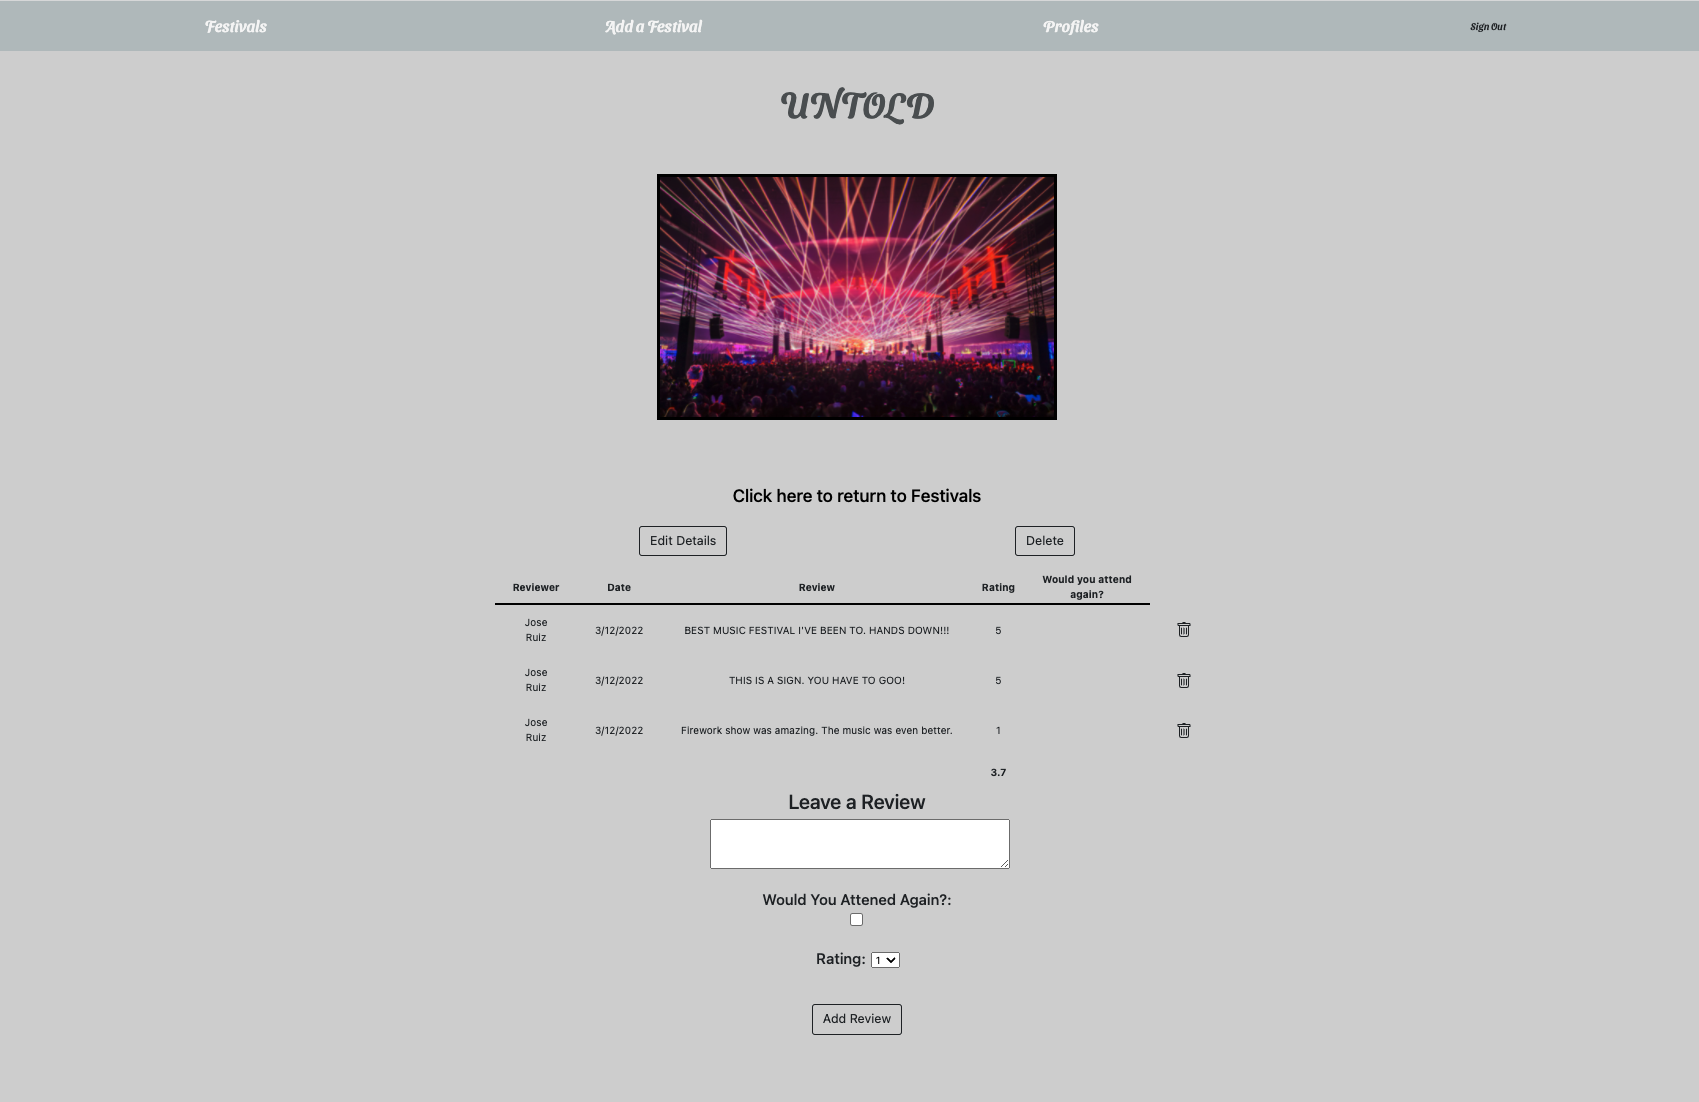 Festivals Add a Festival Profiles Sign Out
UNTOLD
Click here to return to Festivals
Edit Details Delete
Reviewer Date Review Rating Would you attend again?
Jose Ruiz 3/12/2022 BEST MUSIC FESTIVAL I'VE BEEN TO. HANDS DOWN!!! 5
Jose Ruiz 3/12/2022 THIS IS A SIGN. YOU HAVE TO GOO! 5
Jose Ruiz 3/12/2022 Firework show was amazing. The music was even better. 1
3.7
Leave a Review
Would You Attened Again?:
Rating: 1
Add Review